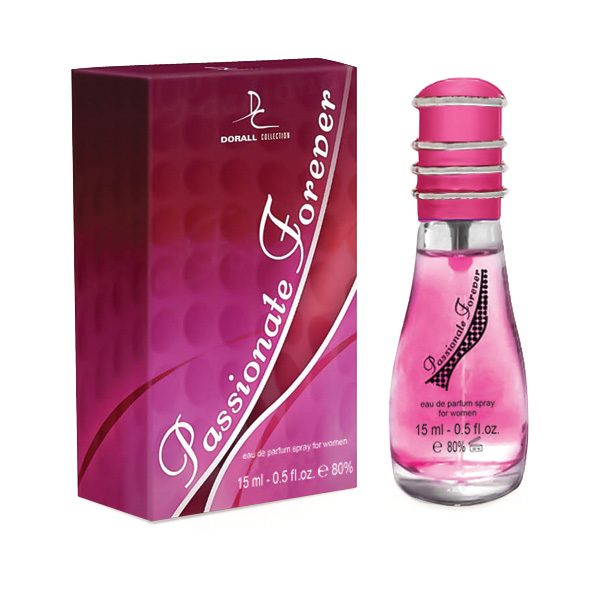 DC
DORALL COLLECTION
Passionate Forever
eau de parfum spray for women
15 ml - 0.5 fl.oz. ℮ 80%
Passionate Forever
eau de parfum spray
for women
15 ml - 0.5 fl.oz.
℮ 80%